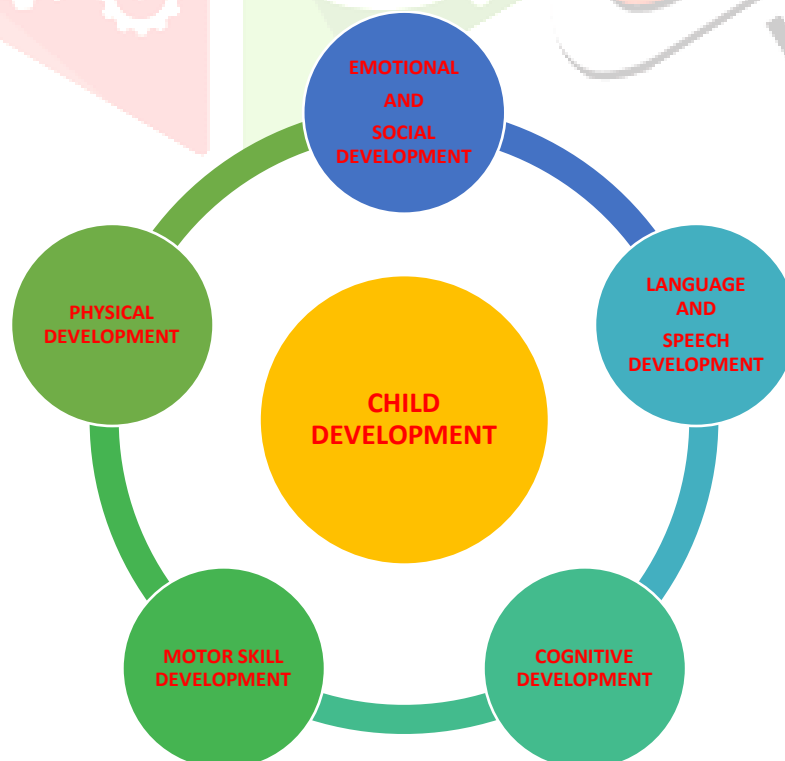 EMOTIONAL
AND
SOCIAL
DEVELOPMENT
LANGUAGE
AND
SPEECH
DEVELOPMENT
PHYSICAL
DEVELOPMENT
CHILD
DEVELOPMENT
MOTOR SKILL
DEVELOPMENT
COGNITIVE
DEVELOPMENT